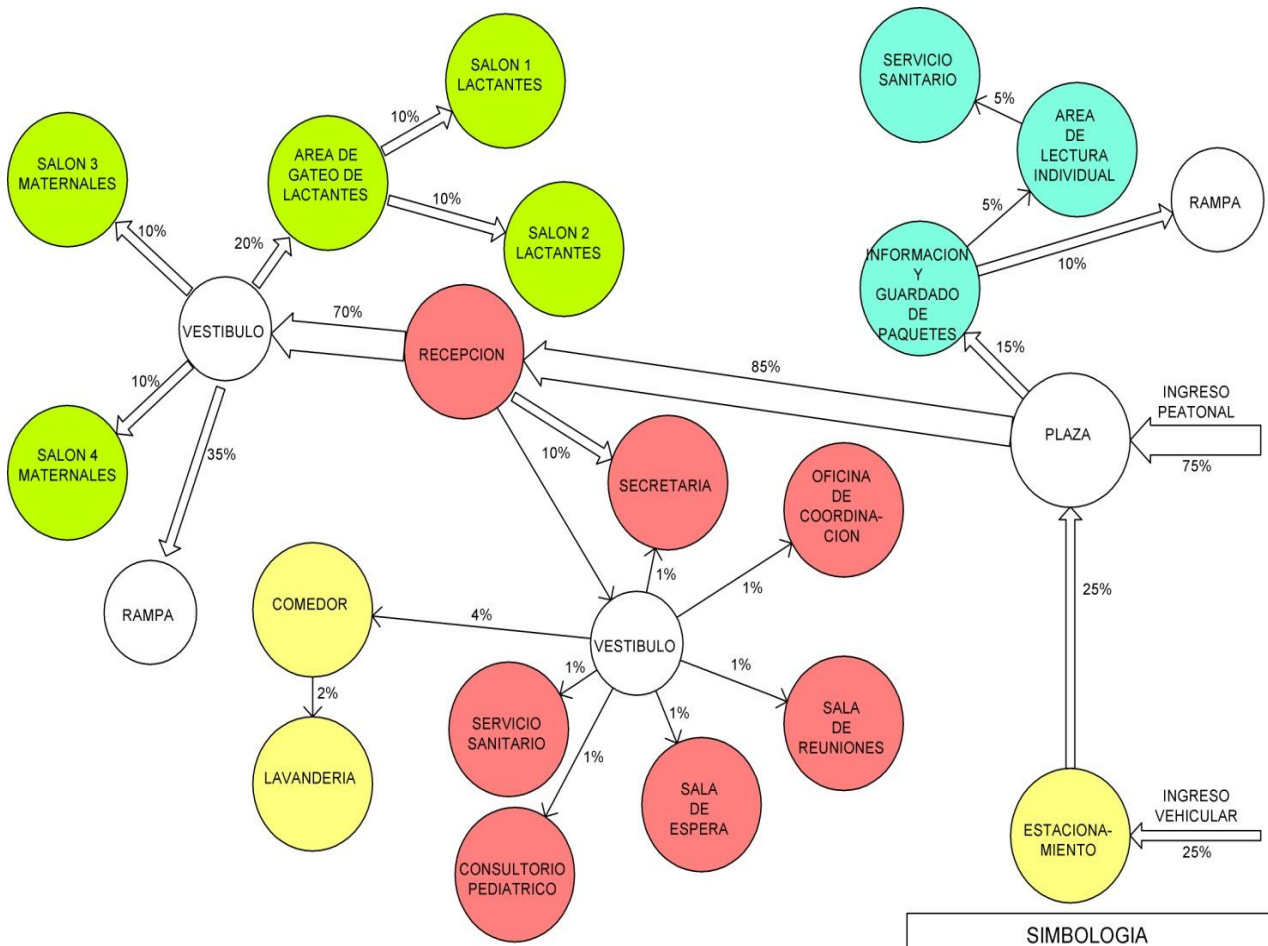 SALON 1
LACTANTES
10%
SERVICIO
SANITARIO
5%
AREA
DE
LECTURA
INDIVIDUAL
SALON 3
MATERNALES
AREA DE
GATEO DE
LACTANTES
10%
SALON 2
LACTANTES
10%
20%
5%
RAMPA
10%
INFORMACION
Y
GUARDADO
DE
PAQUETES
VESTIBULO
70%
RECEPCION
85%
15%
INGRESO
PEATONAL
75%
PLAZA
10%
SALON 4
MATERNALES
35%
10%
SECRETARIA
OFICINA
DE
COORDINA-
CION
1%
1%
RAMPA
COMEDOR
4%
VESTIBULO
25%
2%
1%
1%
1%
1%
SERVICIO
SANITARIO
SALA
DE
REUNIONES
LAVANDERIA
SALA
DE
ESPERA
CONSULTORIO
PEDIATRICO
ESTACIONA-
MIENTO
INGRESO
VEHICULAR
25%
SIMBOLOGIA